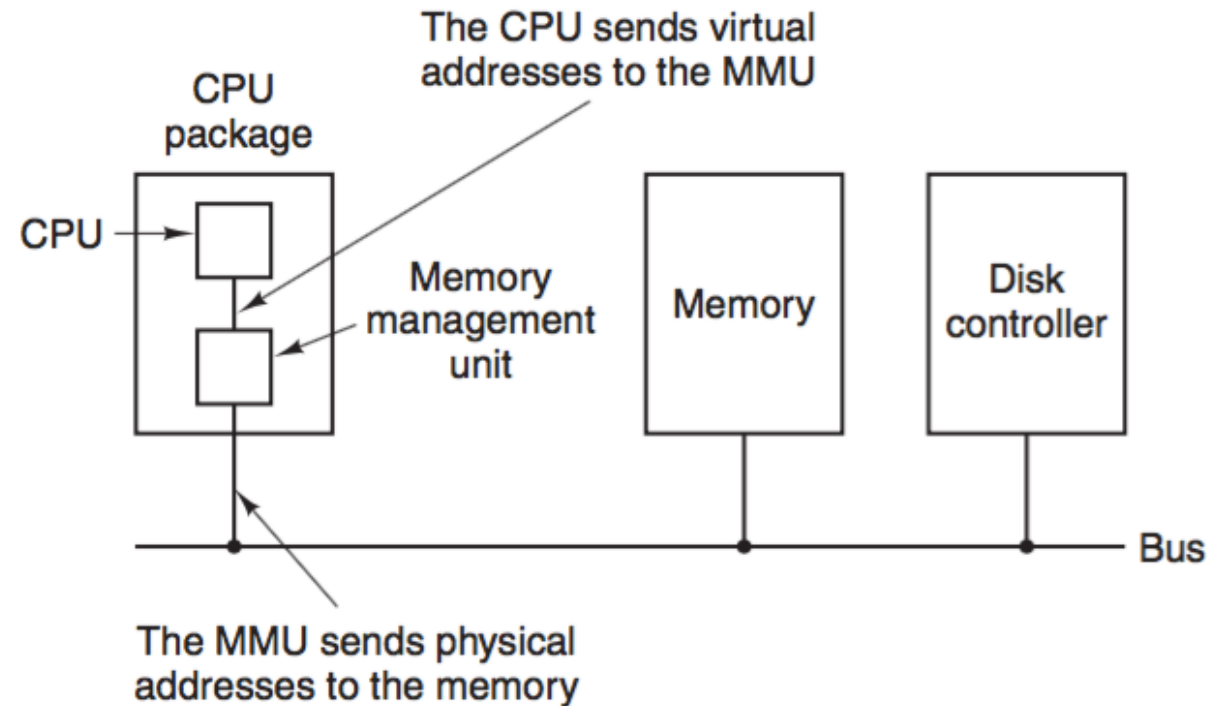 The CPU sends virtual
addresses to the MMU
CPU
package
CPU
Memory
management
unit
Memory
Disk
controller
Bus
The MMU sends physical
addresses to the memory